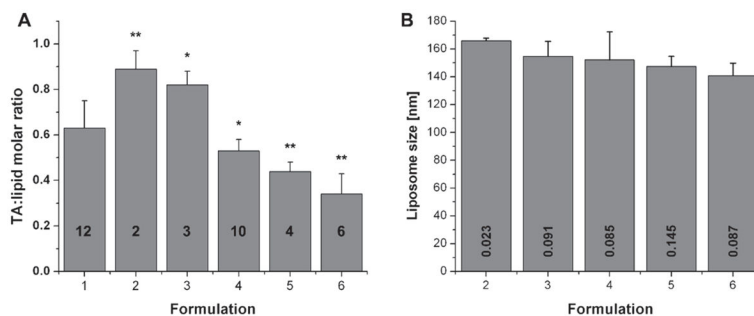 A
TA:lipid molar ratio
1.0
0.8
0.6
0.4
0.2
0.0
** * * ** **
12 2 3 10 4 6
1 2 3 4 5 6
Formulation
B
Liposome size [nm]
180
160
140
120
100
80
60
40
20
0
0.023 0.091 0.085 0.145 0.087
2 3 4 5 6
Formulation